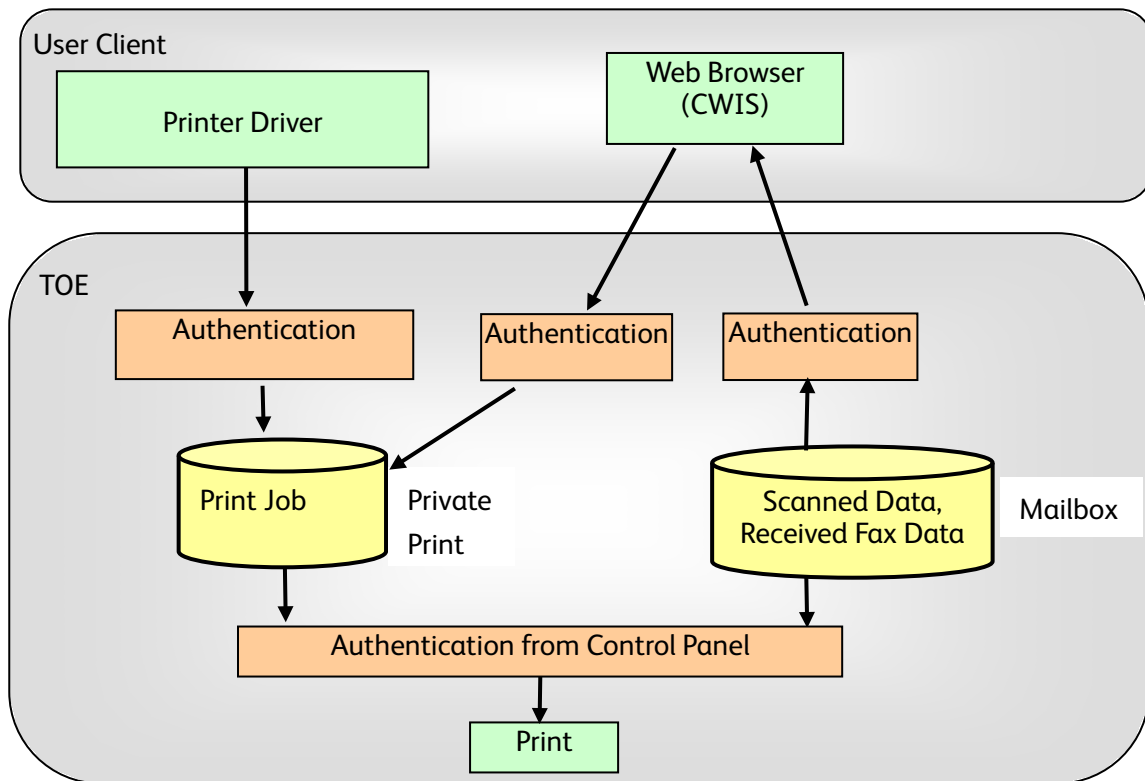 User Client
Printer Driver
Web Browser
(CWIS)
TOE
Authentication
Authentication
Authentication
Print Job
Private
Print
Scanned Data,
Received Fax Data
Mailbox
Authentication from Control Panel
Print